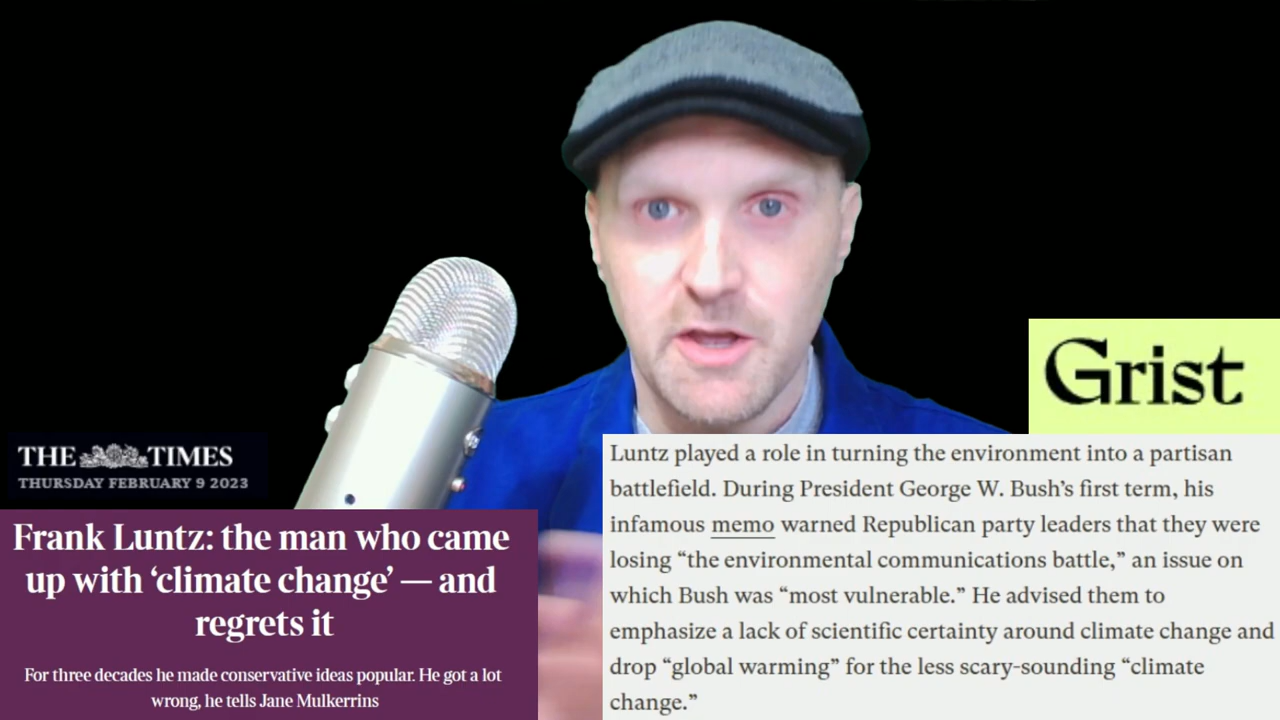 THE TIMES
THURSDAY FEBRUARY 9 2023
Frank Luntz: the man who came
up with ‘climate change’ — and
regrets it
For three decades he made conservative ideas popular. He got a lot
wrong, he tells Jane Mulkerrins
Grist
Luntz played a role in turning the environment into a partisan
battlefield. During President George W. Bush’s first term, his
infamous memo warned Republican party leaders that they were
losing “the environmental communications battle,” an issue on
which Bush was “most vulnerable.” He advised them to
emphasize a lack of scientific certainty around climate change and
drop “global warming” for the less scary-sounding “climate
change.”